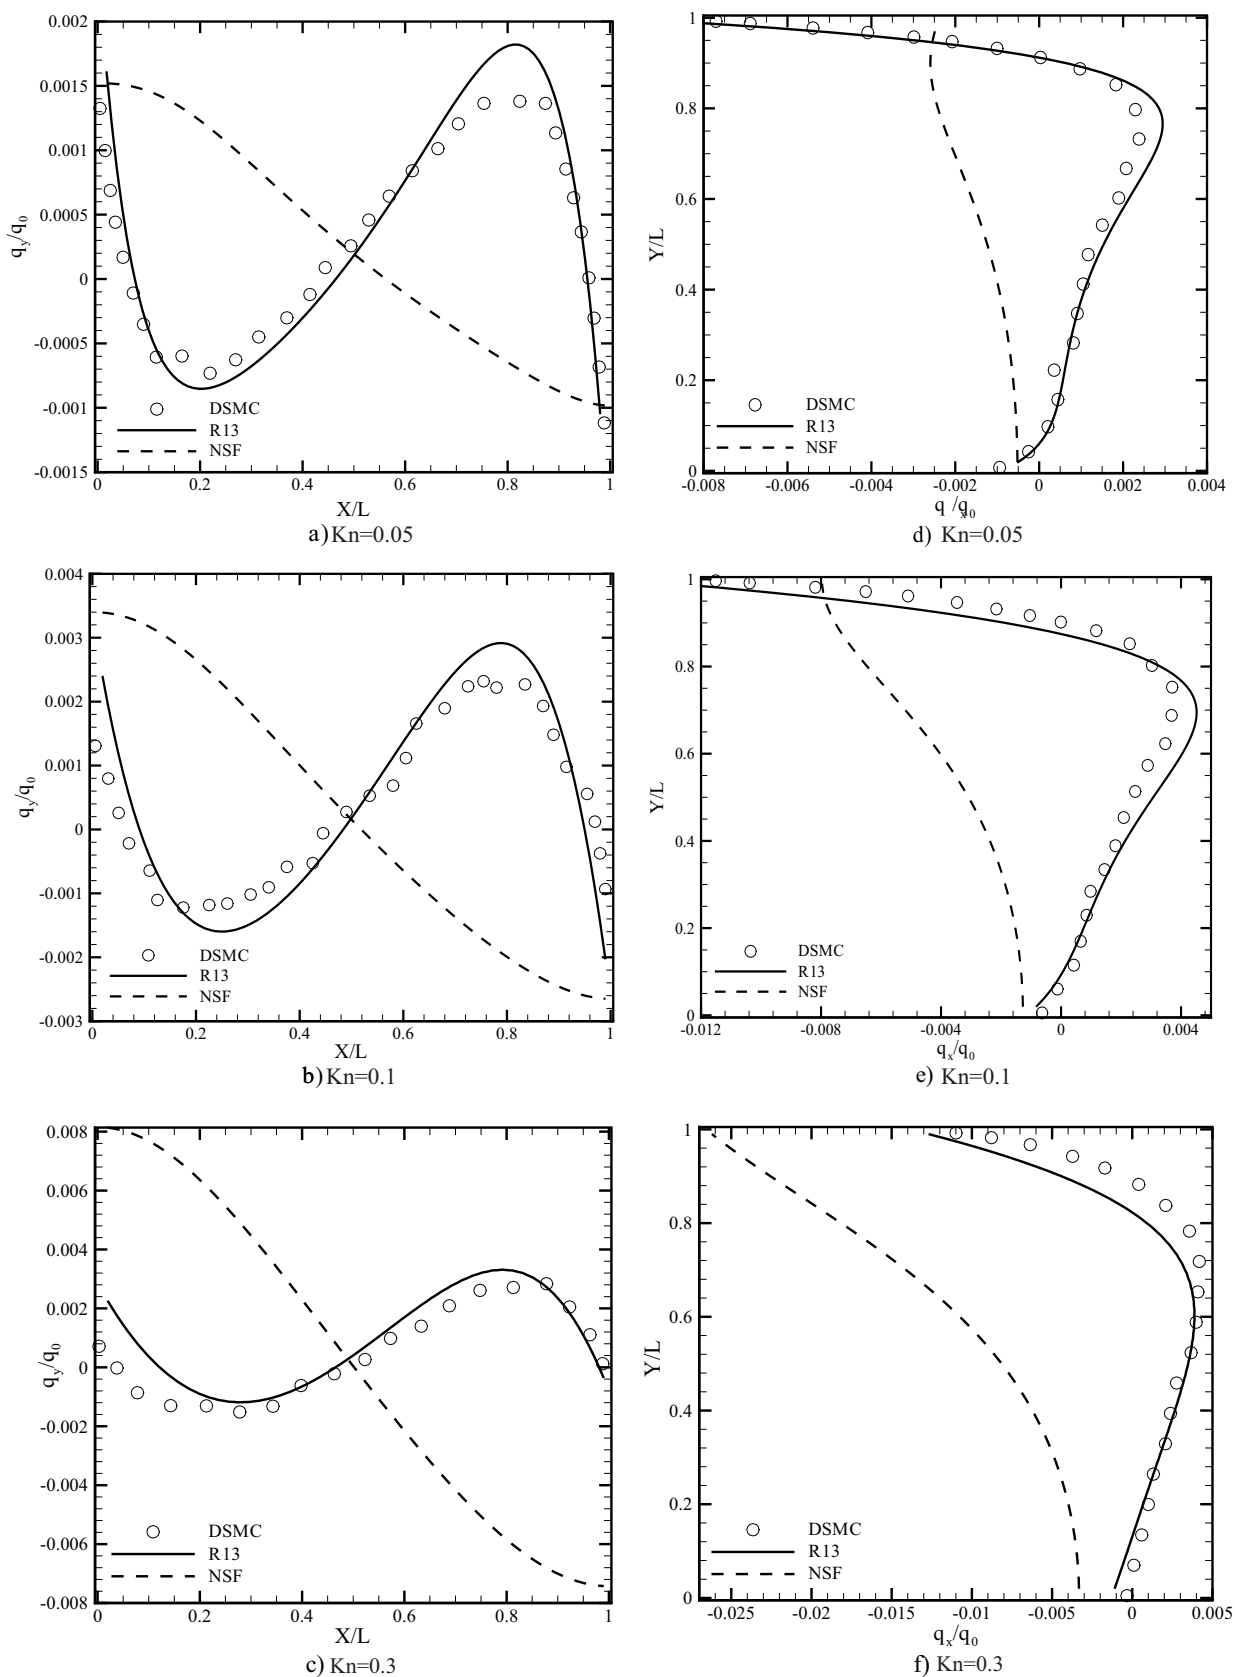 0.002
0.0015
0.001
0.0005
0
-0.0005
-0.001
-0.0015
q_y/q_0
DSMC
R13
NSF
0 0.2 0.4 0.6 0.8 1
X/L
a) Kn=0.05
1
0.8
0.6
0.4
0.2
0
Y/L
DSMC
R13
NSF
-0.008 -0.006 -0.004 -0.002 0 0.002 0.004
q_x/q_0
d) Kn=0.05
0.004
0.003
0.002
0.001
0
-0.001
-0.002
-0.003
q_y/q_0
DSMC
R13
NSF
0 0.2 0.4 0.6 0.8 1
X/L
b) Kn=0.1
1
0.8
0.6
0.4
0.2
0
Y/L
DSMC
R13
NSF
-0.012 -0.008 -0.004 0 0.004
q_x/q_0
e) Kn=0.1
0.008
0.006
0.004
0.002
0
-0.002
-0.004
-0.006
-0.008
q_y/q_0
DSMC
R13
NSF
0 0.2 0.4 0.6 0.8 1
X/L
c) Kn=0.3
1
0.8
0.6
0.4
0.2
0
Y/L
DSMC
R13
NSF
-0.025 -0.02 -0.015 -0.01 -0.005 0 0.005
q_x/q_0
f) Kn=0.3